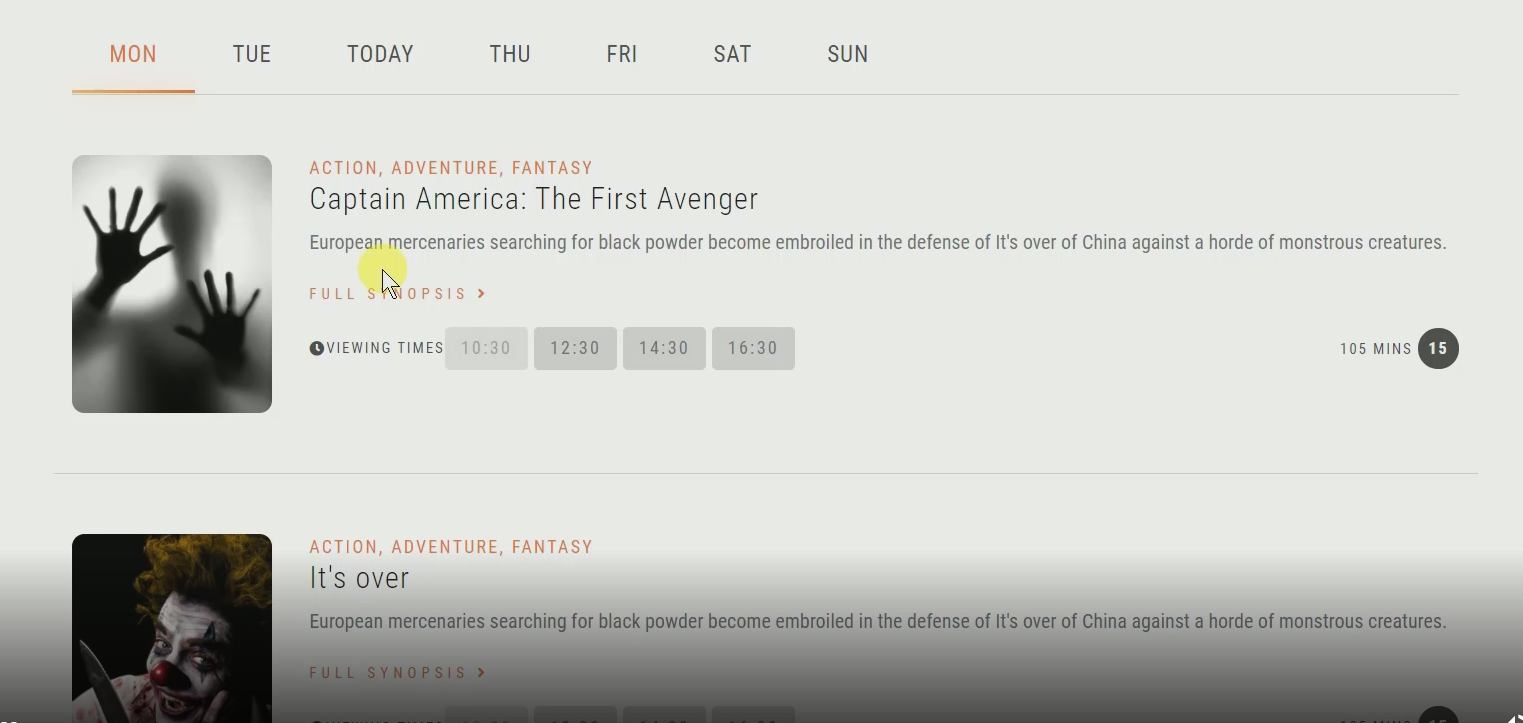 MON TUE TODAY THU FRI SAT SUN
ACTION, ADVENTURE, FANTASY
Captain America: The First Avenger
European mercenaries searching for black powder become embroiled in the defense of It's over of China against a horde of monstrous creatures.
FULL SYNOPSIS
VIEWING TIMES 10:30 12:30 14:30 16:30 105 MINS 15
ACTION, ADVENTURE, FANTASY
It's over
European mercenaries searching for black powder become embroiled in the defense of It's over of China against a horde of monstrous creatures.
FULL SYNOPSIS